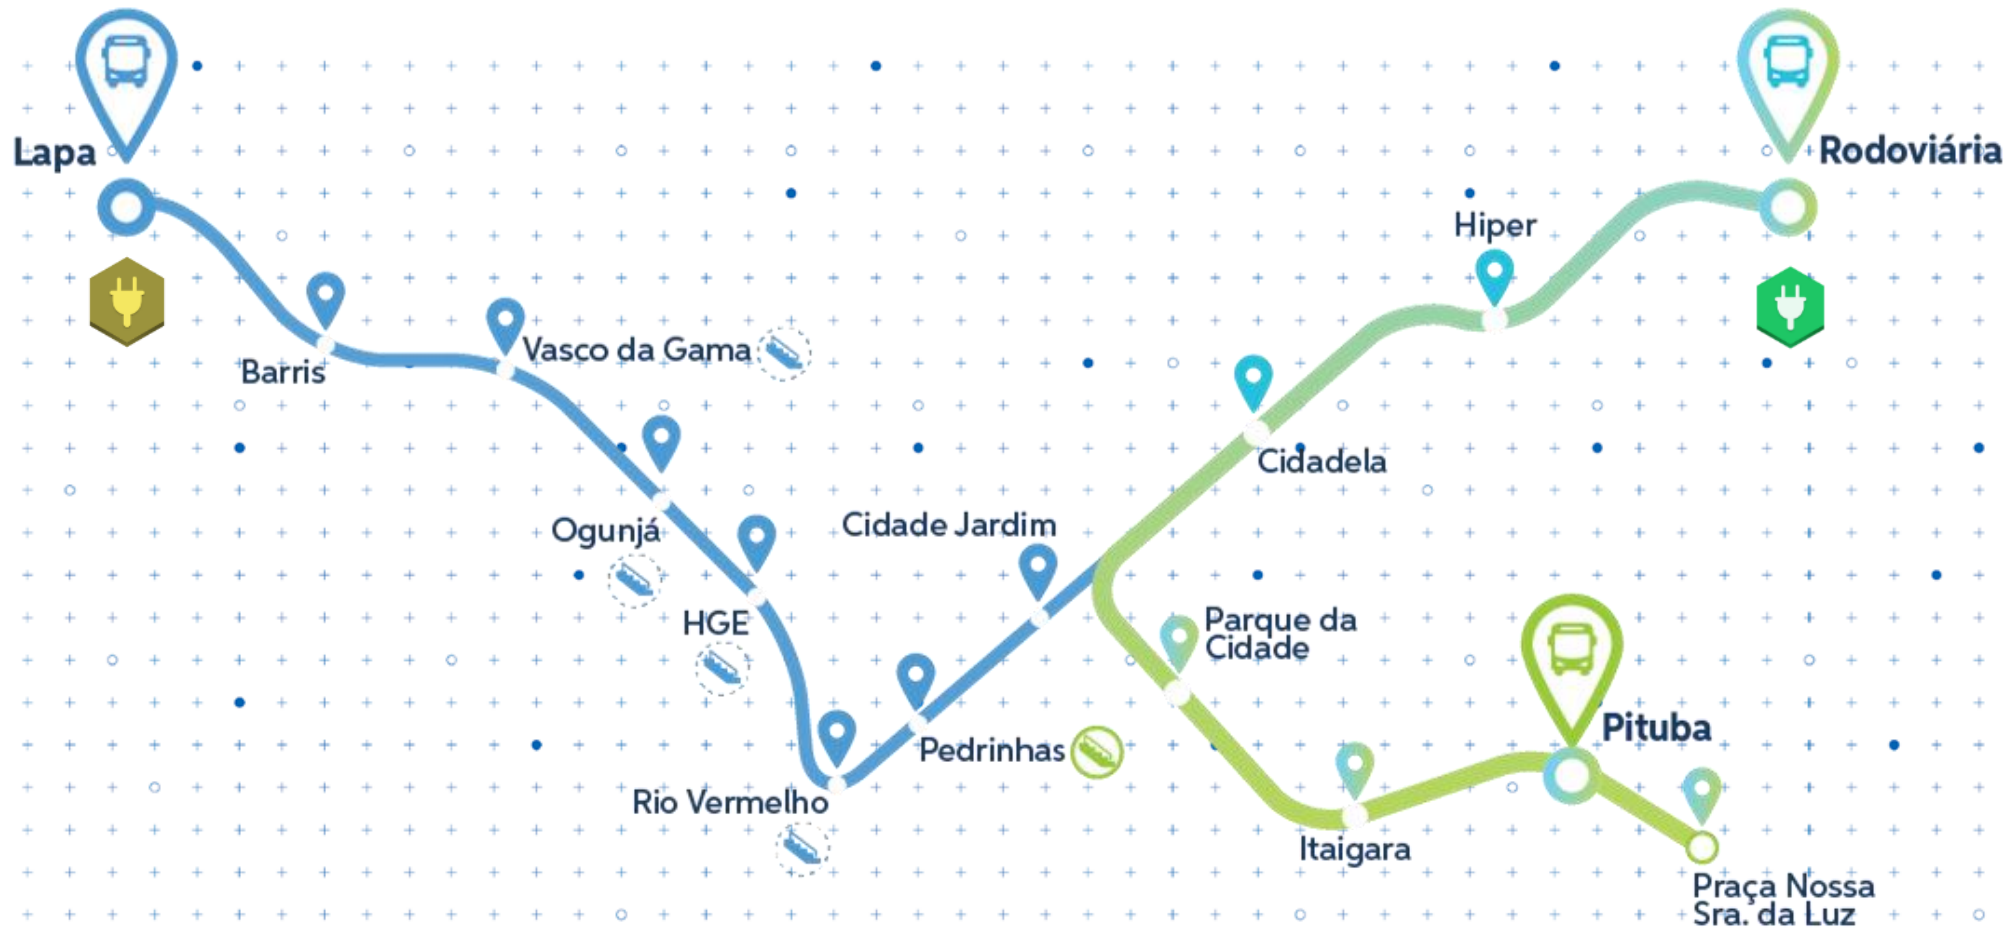 Lapa
Rodoviária
Hiper
Barris
Vasco da Gama
Cidadela
Ogunjá
Cidade Jardim
HGE
Parque da
Cidade
Pituba
Pedrinhas
Rio Vermelho
Itaigara
Praça Nossa
Sra. da Luz